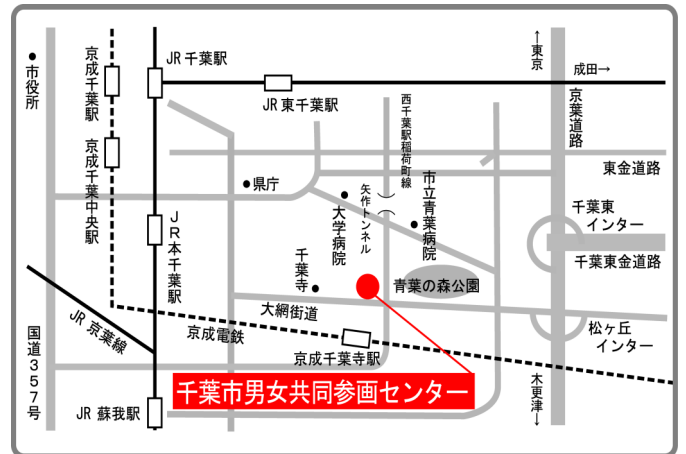 ↑東京
成田→
京葉道路
JR千葉駅
京成千葉駅
市役所
JR東千葉駅
西千葉駅稲荷町線
東金道路
京成千葉中央駅
県庁
矢作トンネル
市立青葉病院
大学病院
千葉東
インター
JR本千葉駅
千葉寺
千葉東金道路
青葉の森公園
大網街道
JR 京葉線
京成電鉄
松ヶ丘
インター
国道357号
京成千葉寺駅
千葉市男女共同参画センター
木更津→
JR 蘇我駅